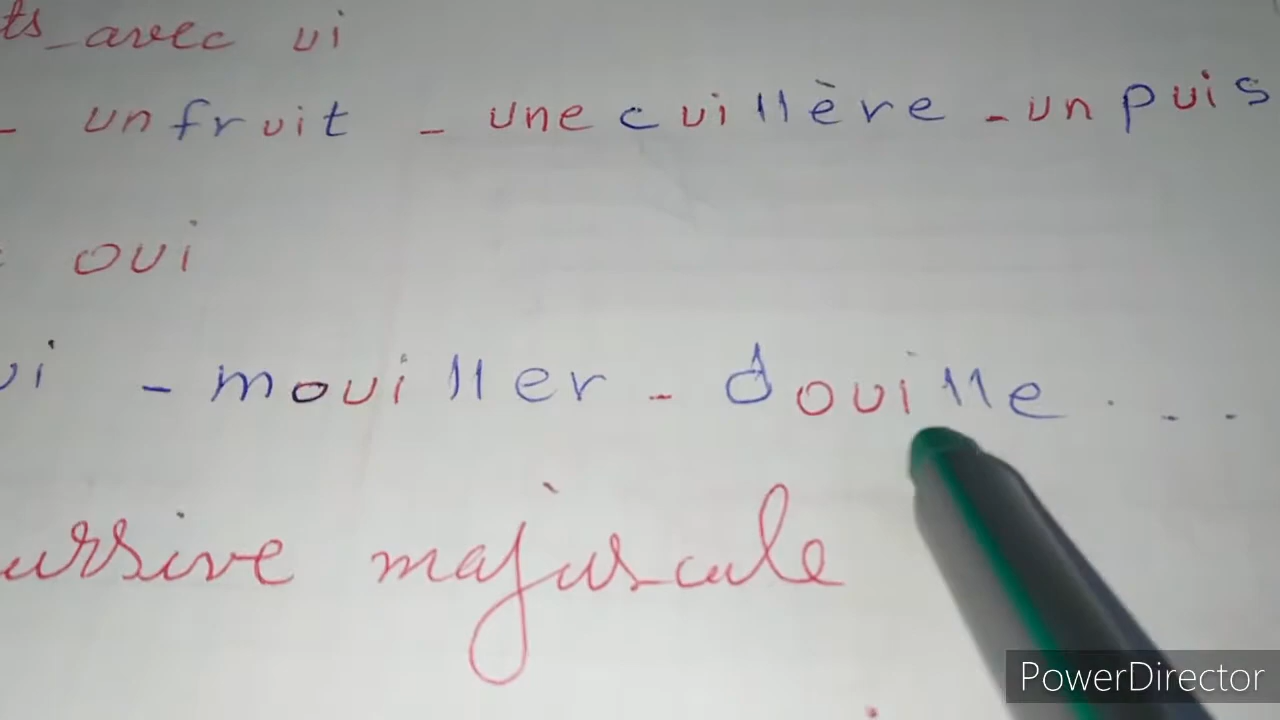 ts avec ui
- un fruit - une cuillère - un puis
oui
ui - mouiller - douille...
ursive majuscule
PowerDirector